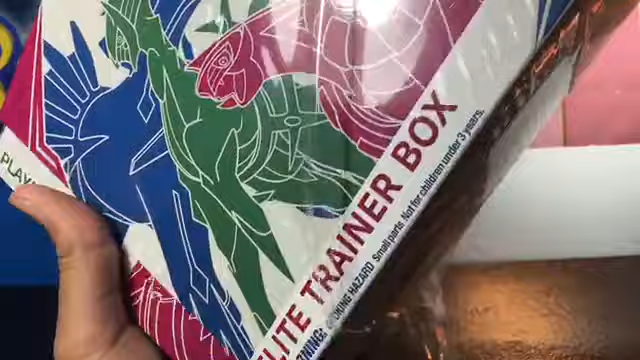 PLAY
ELITE TRAINER BOX
WARNING: CHOKING HAZARD Small parts. Not for children under 3 years.